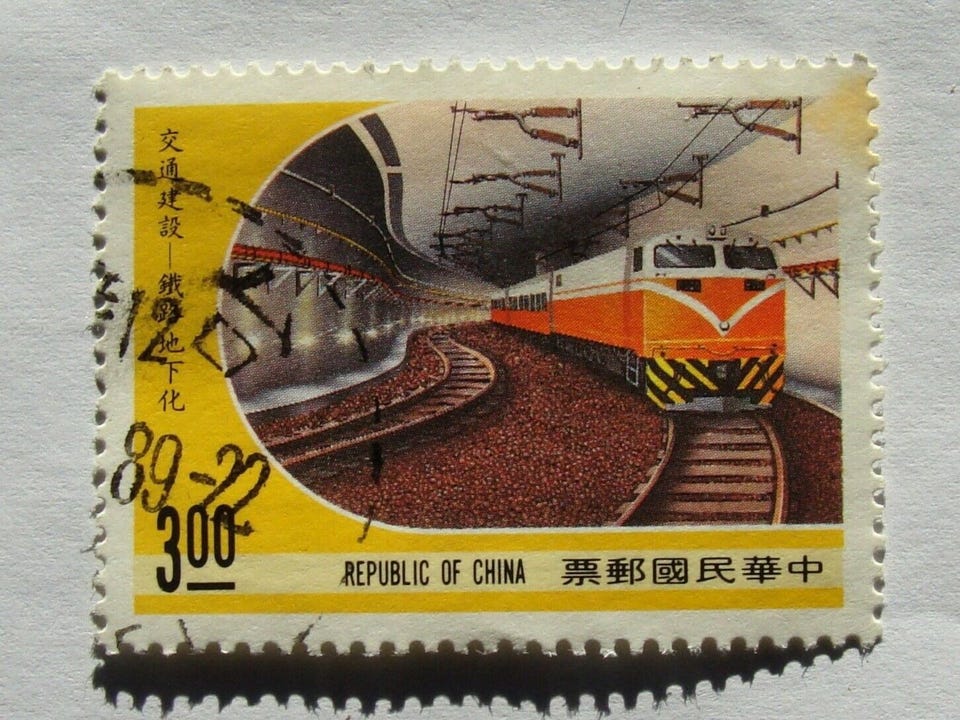 交通建設—鐵路地下化
89-22
3.00
REPUBLIC OF CHINA
票郵國民華中